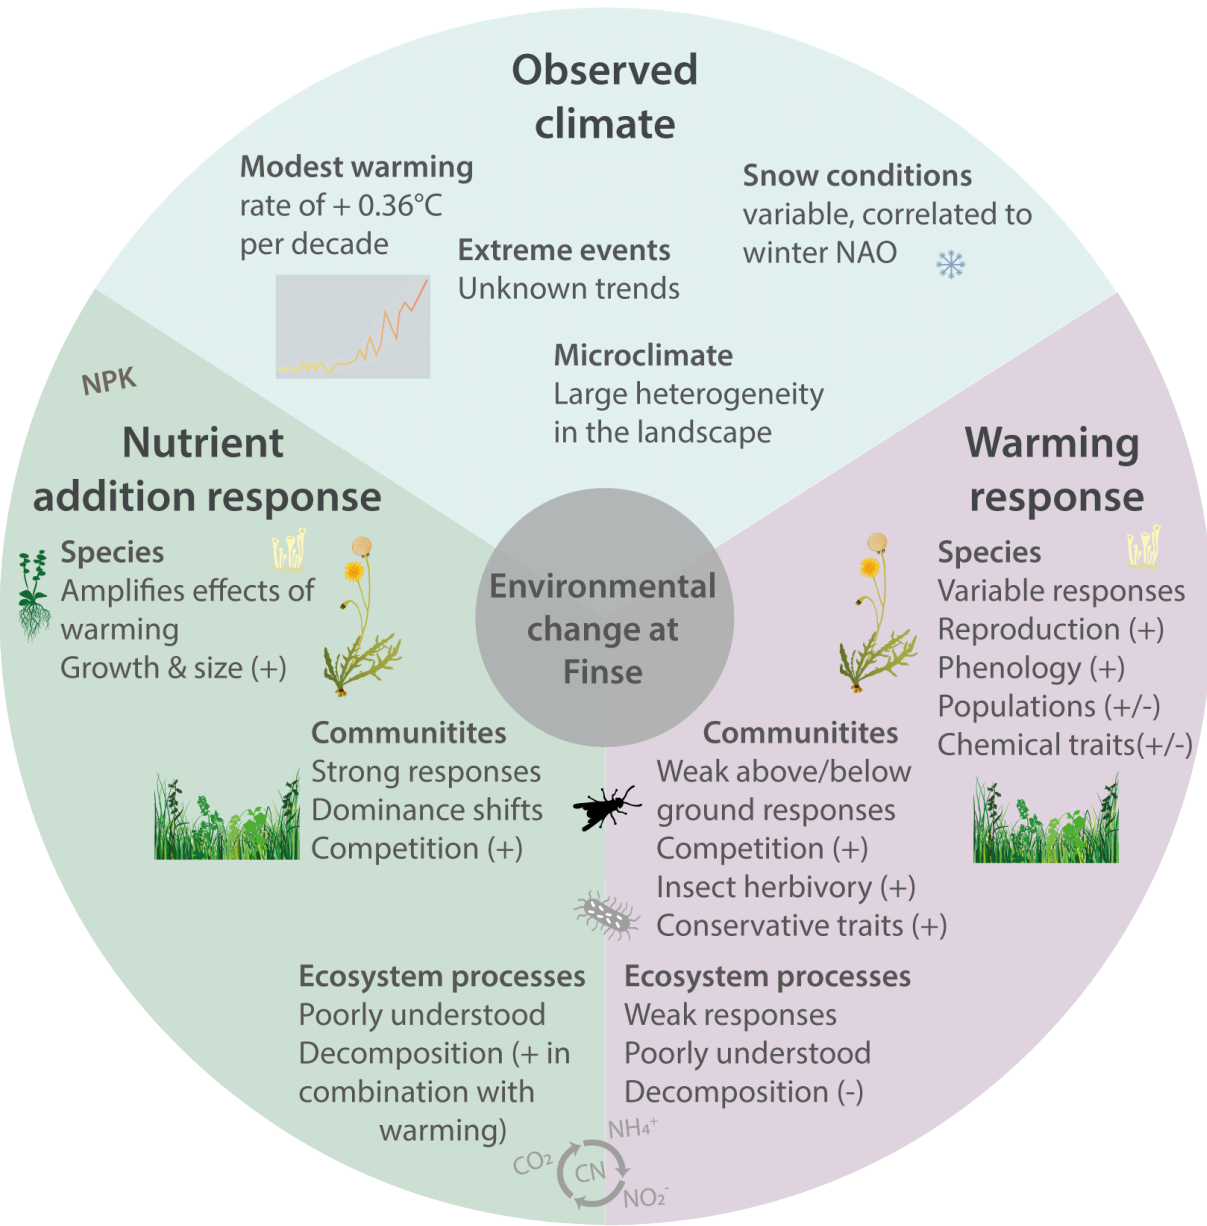 Observed
climate
Modest warming
rate of + 0.36°C
per decade
Extreme events
Unknown trends
Snow conditions
variable, correlated to
winter NAO
Microclimate
Large heterogeneity
in the landscape
NPK
Nutrient
addition response
Species
Amplifies effects of
warming
Growth & size (+)
Communitites
Strong responses
Dominance shifts
Competition (+)
Ecosystem processes
Poorly understood
Decomposition (+ in
combination with
warming)
Environmental
change at
Finse
Warming
response
Species
Variable responses
Reproduction (+)
Phenology (+)
Populations (+/-)
Chemical traits(+/-)
Communitites
Weak above/below
ground responses
Competition (+)
Insect herbivory (+)
Conservative traits (+)
Ecosystem processes
Weak responses
Poorly understood
Decomposition (-)
NH₄⁺
CO₂
CN
NO₂⁻